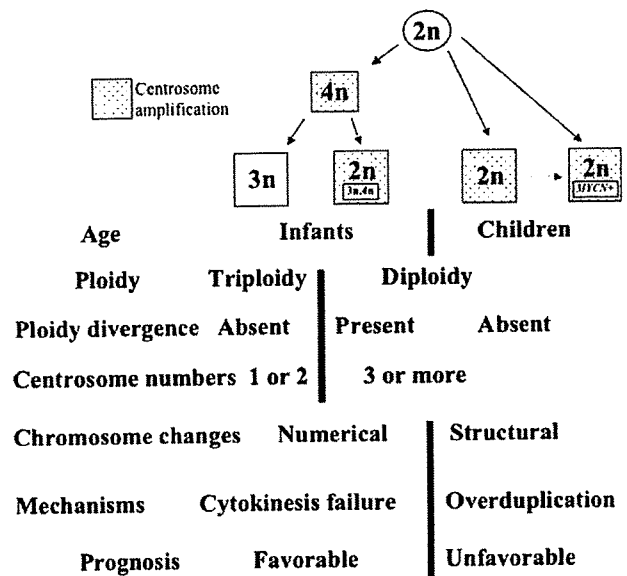 2n
Centrosome
amplification
4n
3n
2n
3n,4n
2n
2n
MYCN+
Age Infants Children
Ploidy Triploidy Diploidy
Ploidy divergence Absent Present Absent
Centrosome numbers 1 or 2 3 or more
Chromosome changes Numerical Structural
Mechanisms Cytokinesis failure Overduplication
Prognosis Favorable Unfavorable